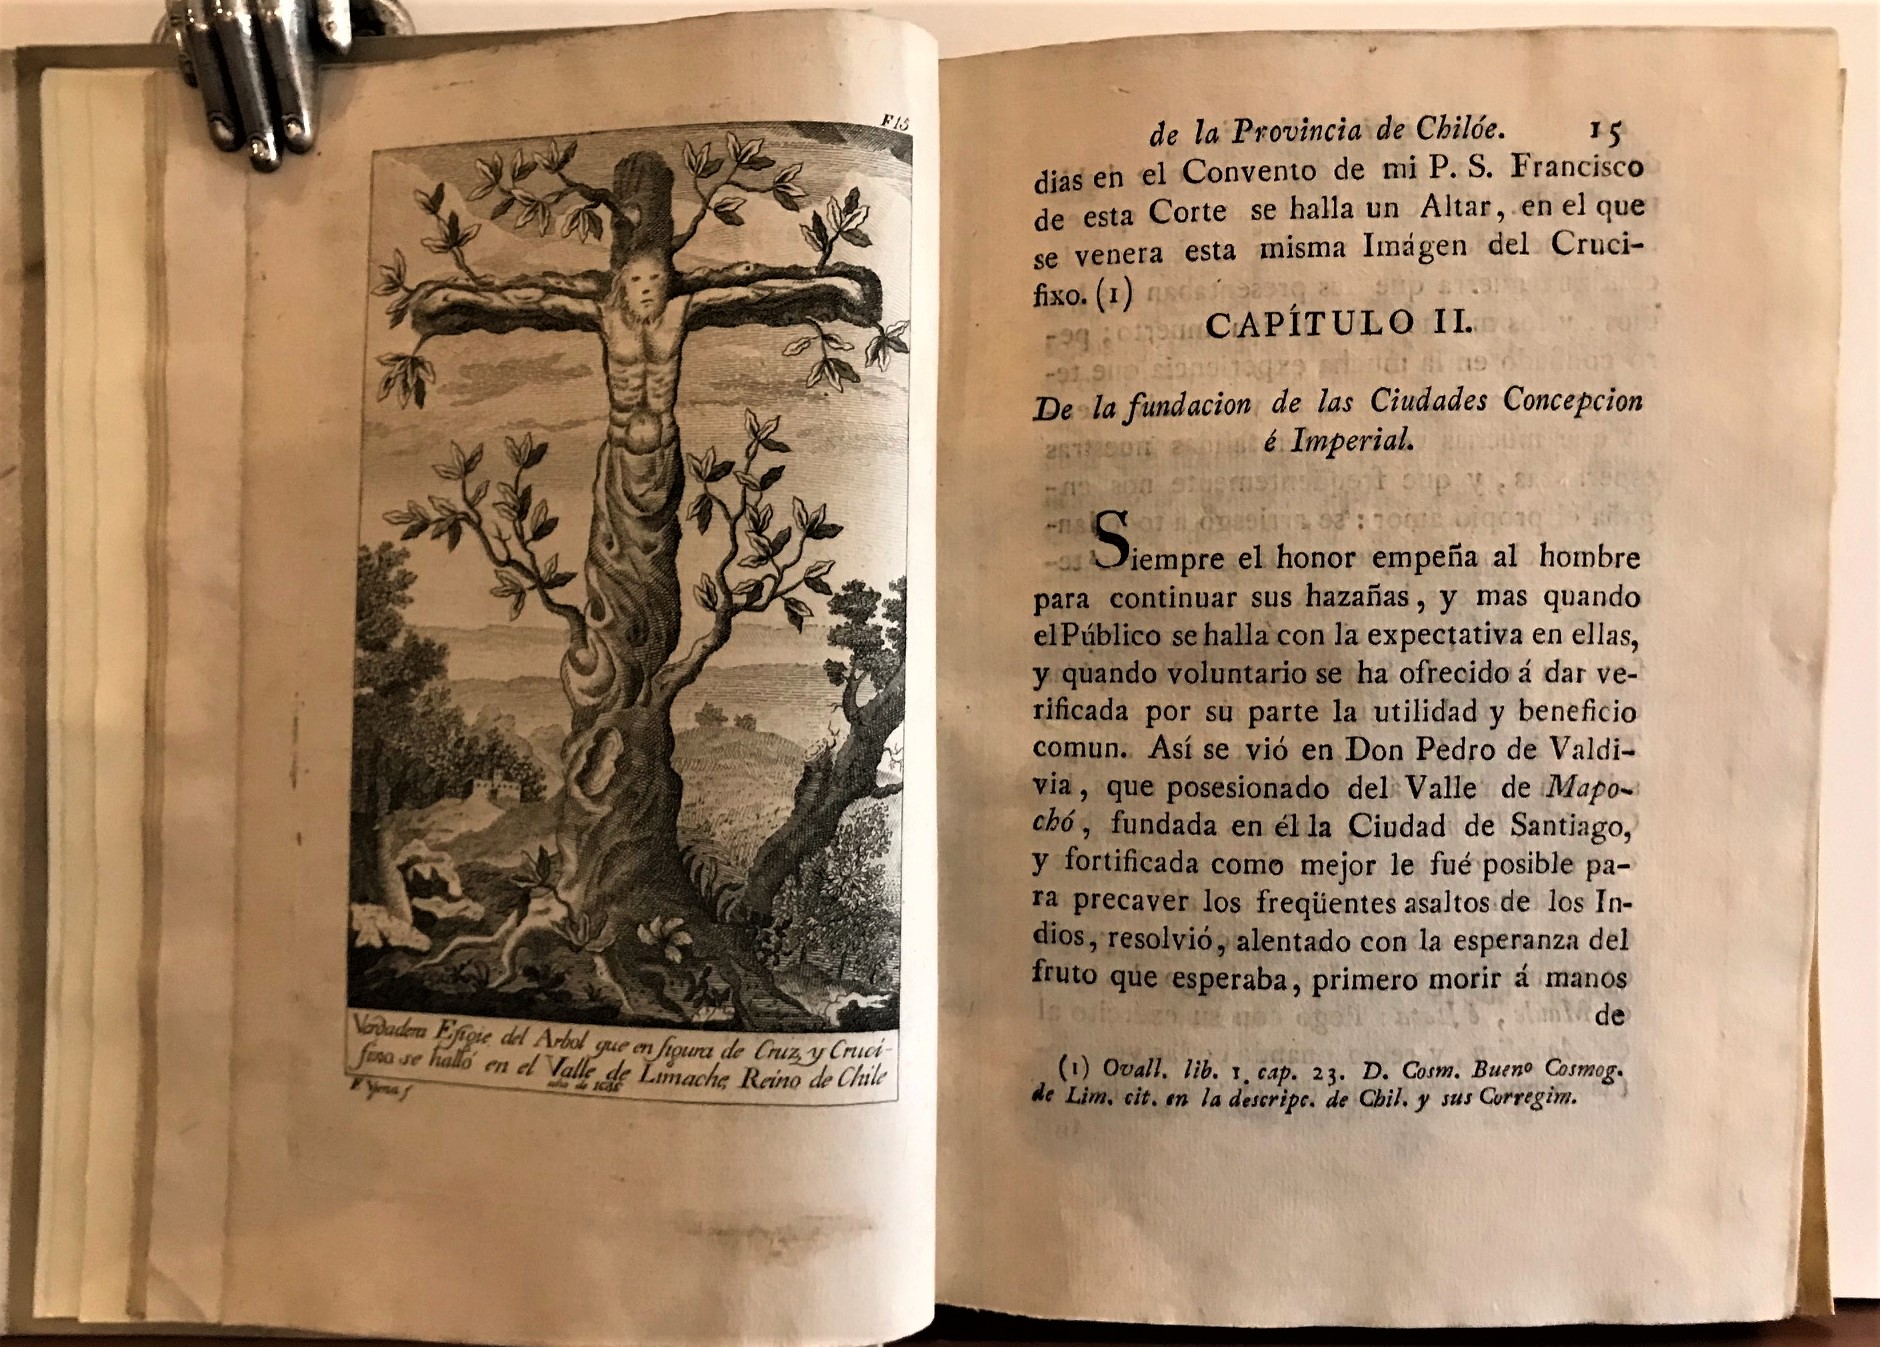 F 15
Verdadera Efigie del Arbol que en figura de Cruz, y Cruci-
fixo se halló en el Valle de Limache, Reino de Chile
año de
de la Provincia de Chilóe. 15
dias en el Convento de mi P. S. Francisco
de esta Corte se halla un Altar, en el que
se venera esta misma Imágen del Cruci-
fixo. (1)
CAPÍTULO II.
De la fundacion de las Ciudades Concepcion
é Imperial.
Siempre el honor empeña al hombre
para continuar sus hazañas, y mas quando
el Público se halla con la expectativa en ellas,
y quando voluntario se ha ofrecido á dar ve-
rificada por su parte la utilidad y beneficio
comun. Así se vió en Don Pedro de Valdi-
via, que posesionado del Valle de Mapo-
chó, fundada en él la Ciudad de Santiago,
y fortificada como mejor le fué posible pa-
ra precaver los freqüentes asaltos de los In-
dios, resolvió, alentado con la esperanza del
fruto que esperaba, primero morir á manos
de
(1) Ovall. lib. 1. cap. 23. D. Cosm. Bueno Cosmog.
de Lim. cit. en la descripc. de Chil. y sus Corregim.